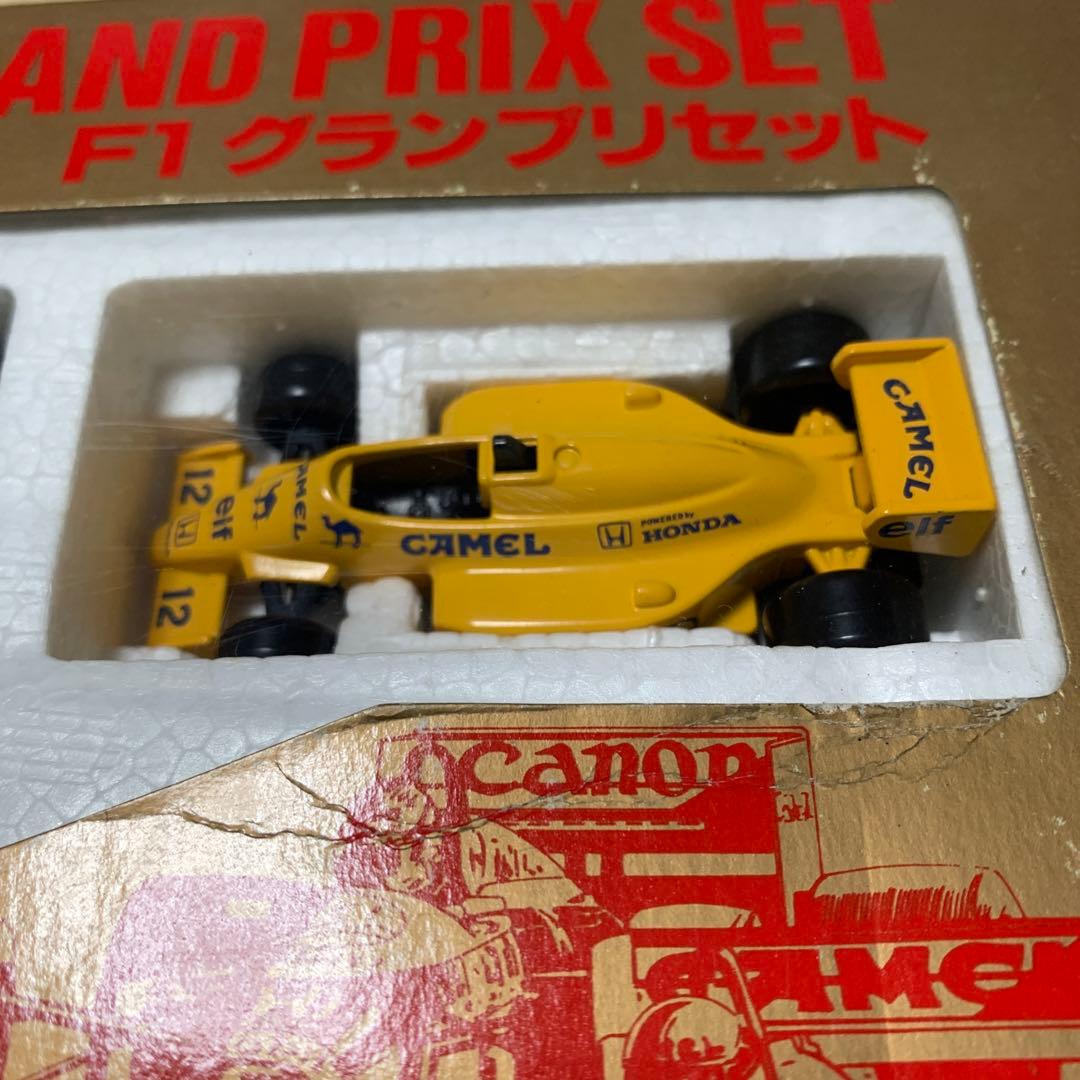 AND PRIX SET
F1 グランプリセット
CAMEL
12
elf
H
CAMEL
CAMEL
H POWERED by
HONDA
elf
12
Canon
CAMEL